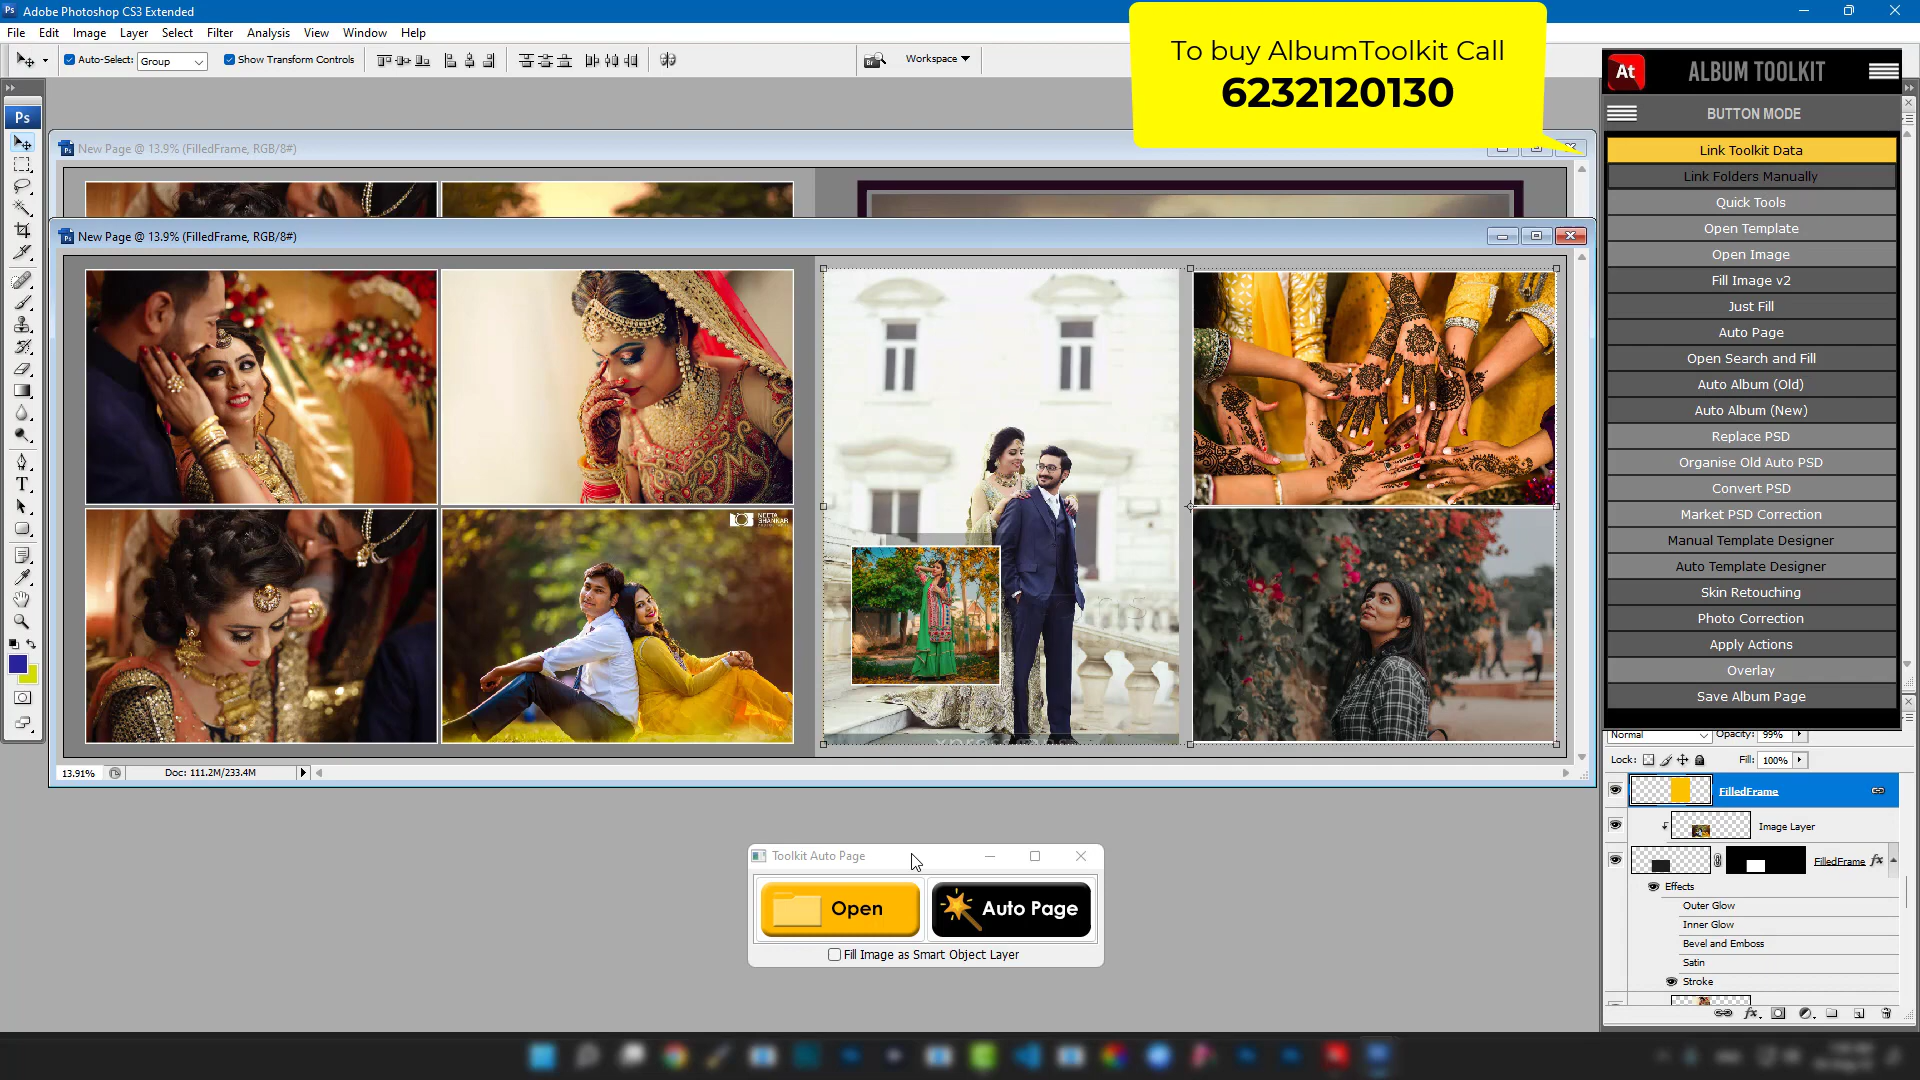 Adobe Photoshop CS3 Extended
File Edit Image Layer Select Filter Analysis View Window Help
Auto-Select: Group Show Transform Controls Workspace
To buy AlbumToolkit Call
6232120130
At ALBUM TOOLKIT
BUTTON MODE
Link Toolkit Data
Link Folders Manually
Quick Tools
Open Template
Open Image
Fill Image v2
Just Fill
Auto Page
Open Search and Fill
Auto Album (Old)
Auto Album (New)
Replace PSD
Organise Old Auto PSD
Convert PSD
Market PSD Correction
Manual Template Designer
Auto Template Designer
Skin Retouching
Photo Correction
Apply Actions
Overlay
Save Album Page
Ps
New Page @ 13.9% (FilledFrame, RGB/8#)
New Page @ 13.9% (FilledFrame, RGB/8#)
NEETA
SHANKAR
13.91% Doc: 111.2M/233.4M
Normal Opacity: 99%
Lock: Fill: 100%
FilledFrame
Image Layer
FilledFrame fx
Effects
Outer Glow
Inner Glow
Bevel and Emboss
Satin
Stroke
Toolkit Auto Page
Open Auto Page
Fill Image as Smart Object Layer